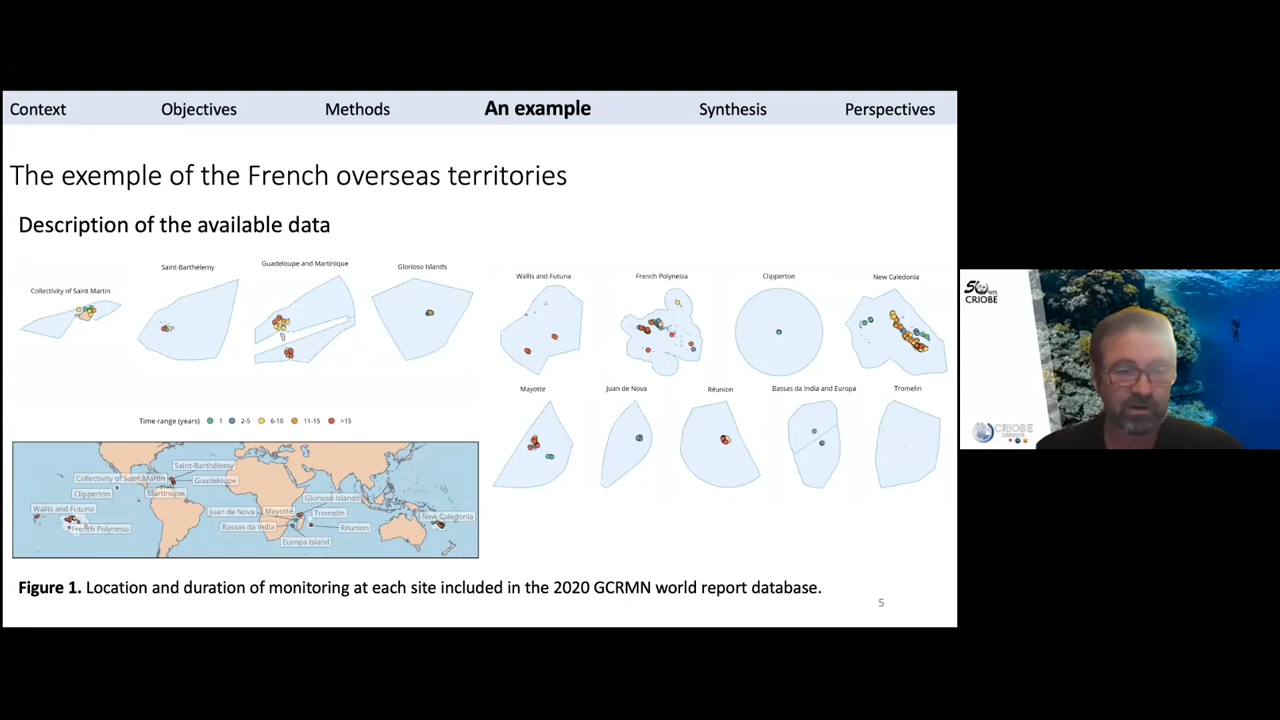 Context Objectives Methods An example Synthesis Perspectives
The exemple of the French overseas territories
Description of the available data
Collectivity of Saint Martin
Saint-Barthélemy
Guadeloupe and Martinique
Glorioso Islands
Wallis and Futuna
French Polynesia
Clipperton
New Caledonia
Mayotte
Juan de Nova
Réunion
Bassas da India and Europa
Tromelin
Time range (years) 1 2-5 6-10 11-15 >15
Saint-Barthélemy
Collectivity of Saint Martin
Guadeloupe
Clipperton
Martinique
Glorioso Islands
Wallis and Futuna
Juan de Nova
Mayotte
Tromelin
New Caledonia
French Polynesia
Bassas da India
Réunion
Europa Island
Figure 1. Location and duration of monitoring at each site included in the 2020 GCRMN world report database.
5
CRIOBE
CRIOBE